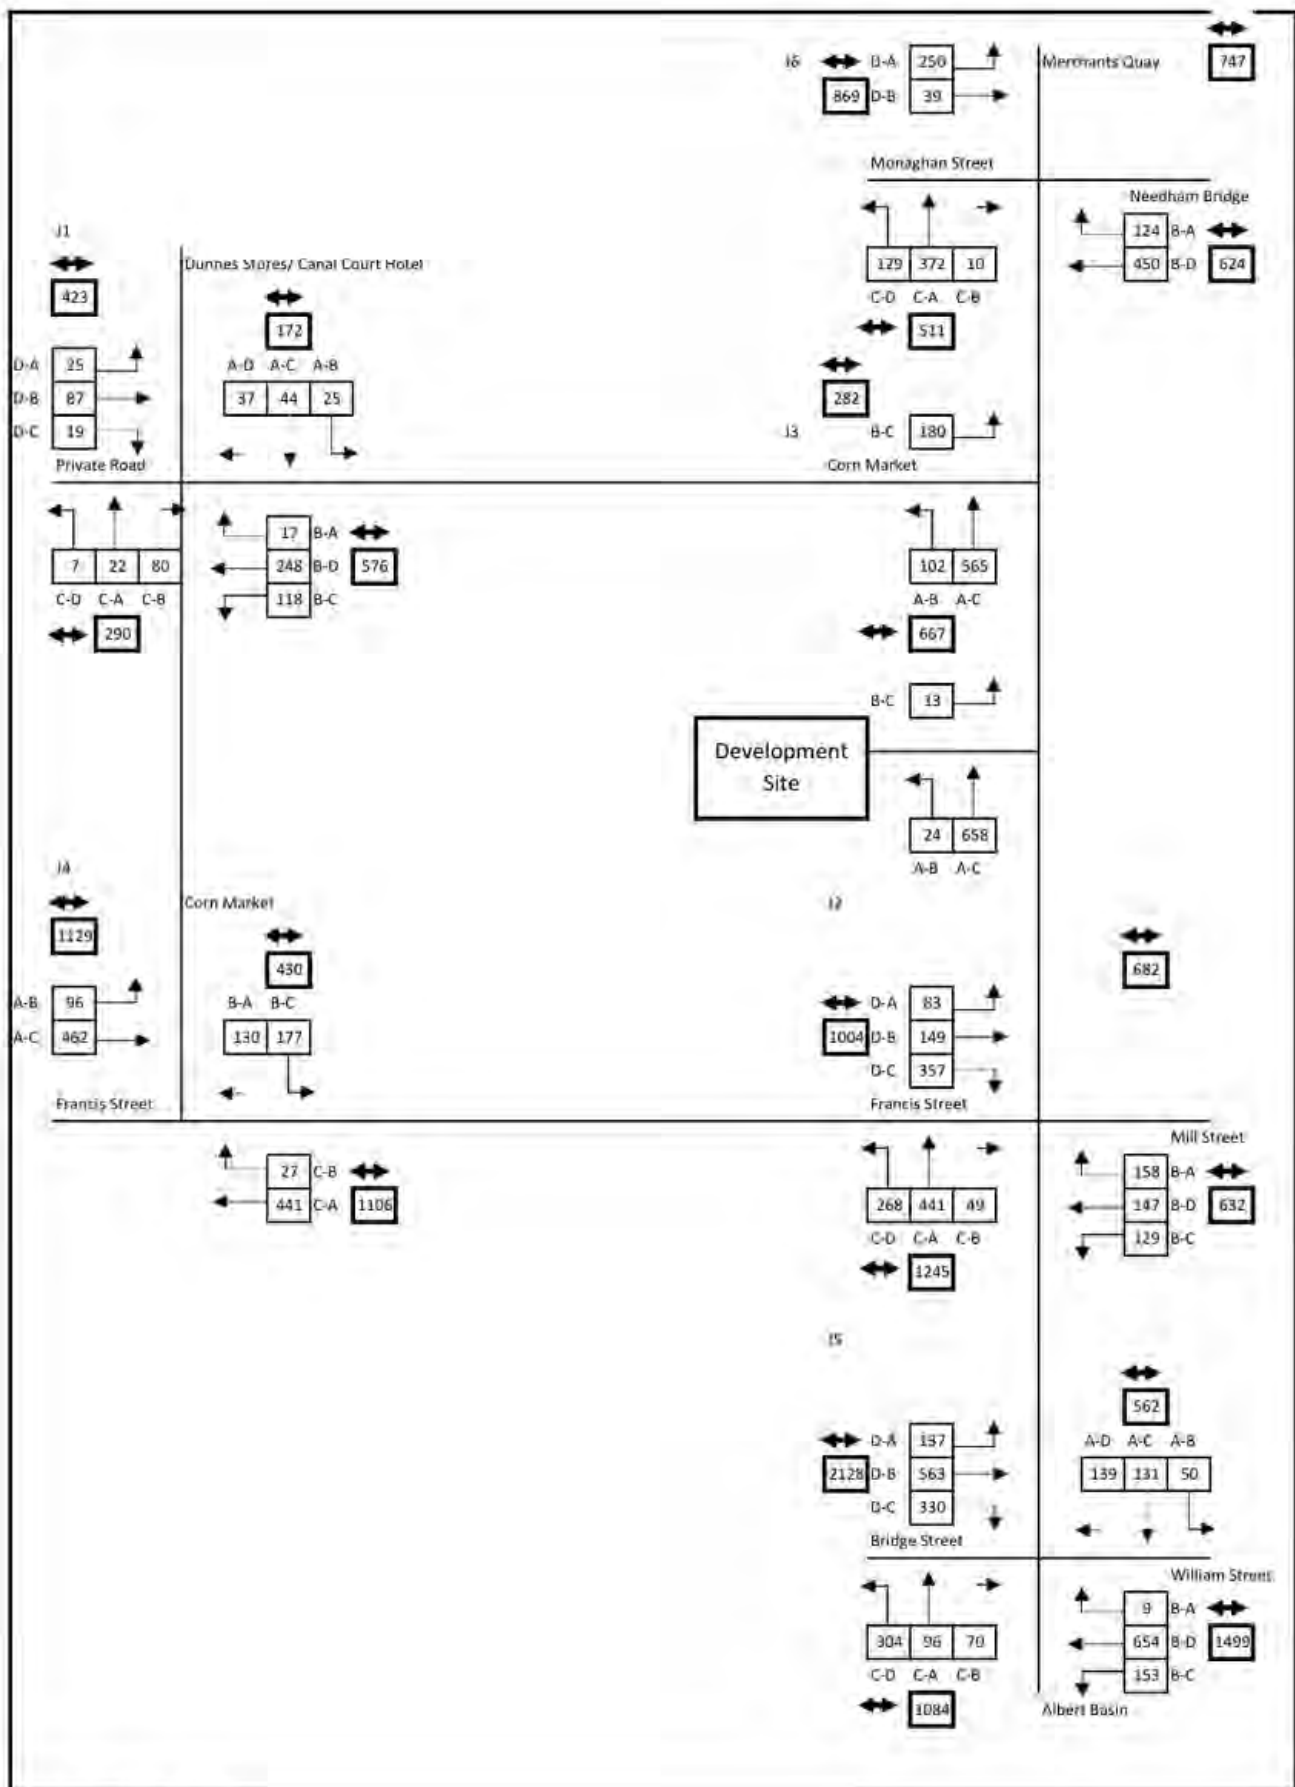 747
J6 B-A 250 Merchants Quay
869 D-B 39
Monaghan Street
Needham Bridge
124 B-A
129 372 10
450 B-D 624
C-D C-A C-B
511
J1
Dunnes Stores/ Canal Court Hotel
423
172
D-A 25
A-D A-C A-B
D-B 87
37 44 25
D-C 19
Private Road
282
J3 B-C 180
Corn Market
17 B-A
7 22 80
248 B-D 576
C-D C-A C-B
118 B-C
290
102 565
A-B A-C
667
B-C 13
Development
Site
24 658
A-B A-C
J4
Corn Market
1129
430
A-B 96
B-A B-C
A-C 462
130 177
Francis Street
J2
682
D-A 83
1004 D-B 149
D-C 357
Francis Street
Mill Street
27 C-B
441 C-A 1106
158 B-A
268 441 49
147 B-D 632
C-D C-A C-B
129 B-C
1245
J5
562
D-A
A-D A-C A-B
2128 D-B 563
139 131 50
D-C 330
Bridge Street
William Street
9 B-A
304 96 70
654 B-D 1499
C-D C-A C-B
153 B-C
1084
Albert Basin